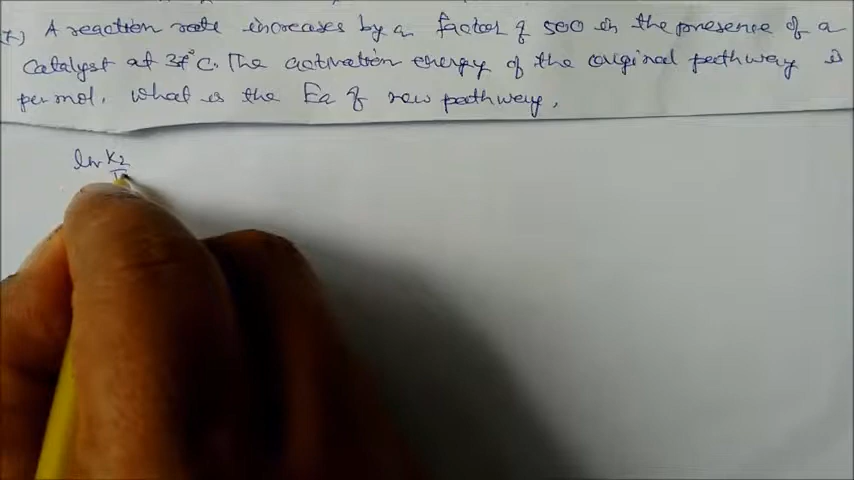 7.) A reaction rate increases by a factor of 500 in the presence of a
catalyst at 37°C. The activation energy of the original pathway is
per mol. What is the Ea of new pathway.
ln K2